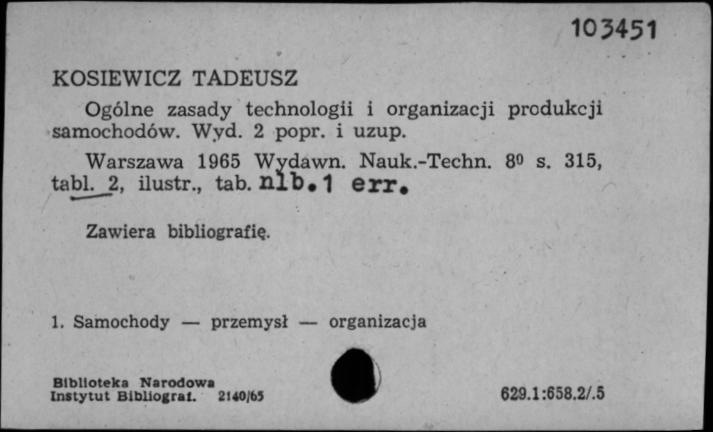 103451
KOSIEWICZ TADEUSZ
Ogólne zasady technologii i organizacji produkcji
samochodów. Wyd. 2 popr. i uzup.
Warszawa 1965 Wydawn. Nauk.-Techn. 8⁰ s. 315,
tabl. 2, ilustr., tab. nlb. 1 err.
Zawiera bibliografię.
1. Samochody — przemysł — organizacja
Biblioteka Narodowa
Instytut Bibliograf. 2140/65
629.1:658.2/.5